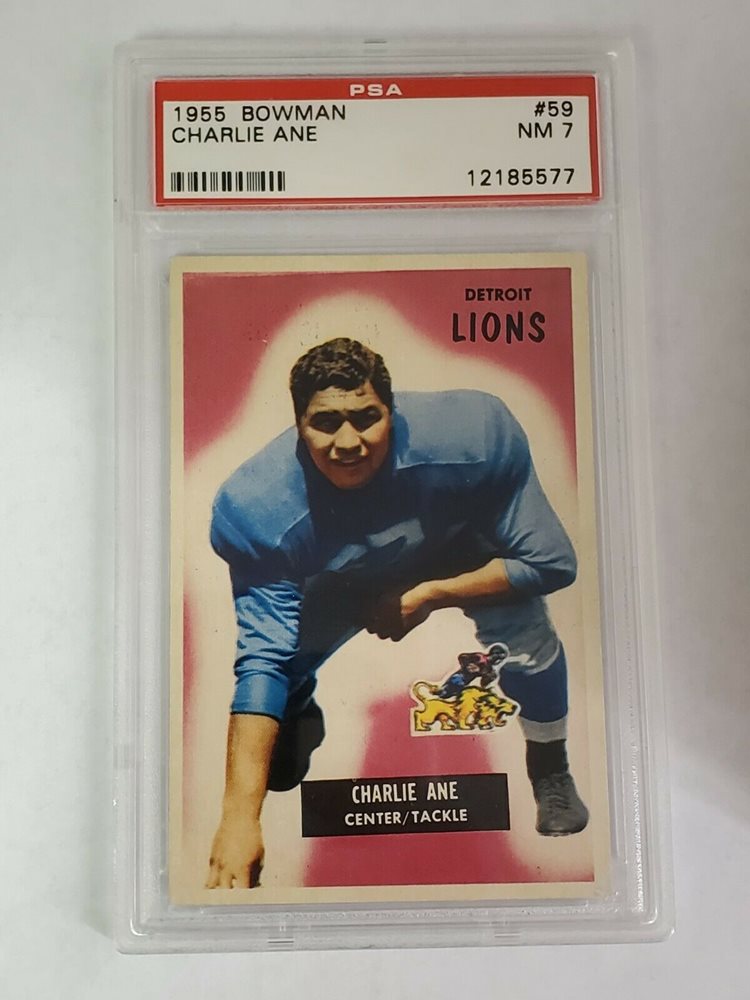 PSA
1955 BOWMAN #59
CHARLIE ANE NM 7
12185577
DETROIT
LIONS
CHARLIE ANE
CENTER/TACKLE